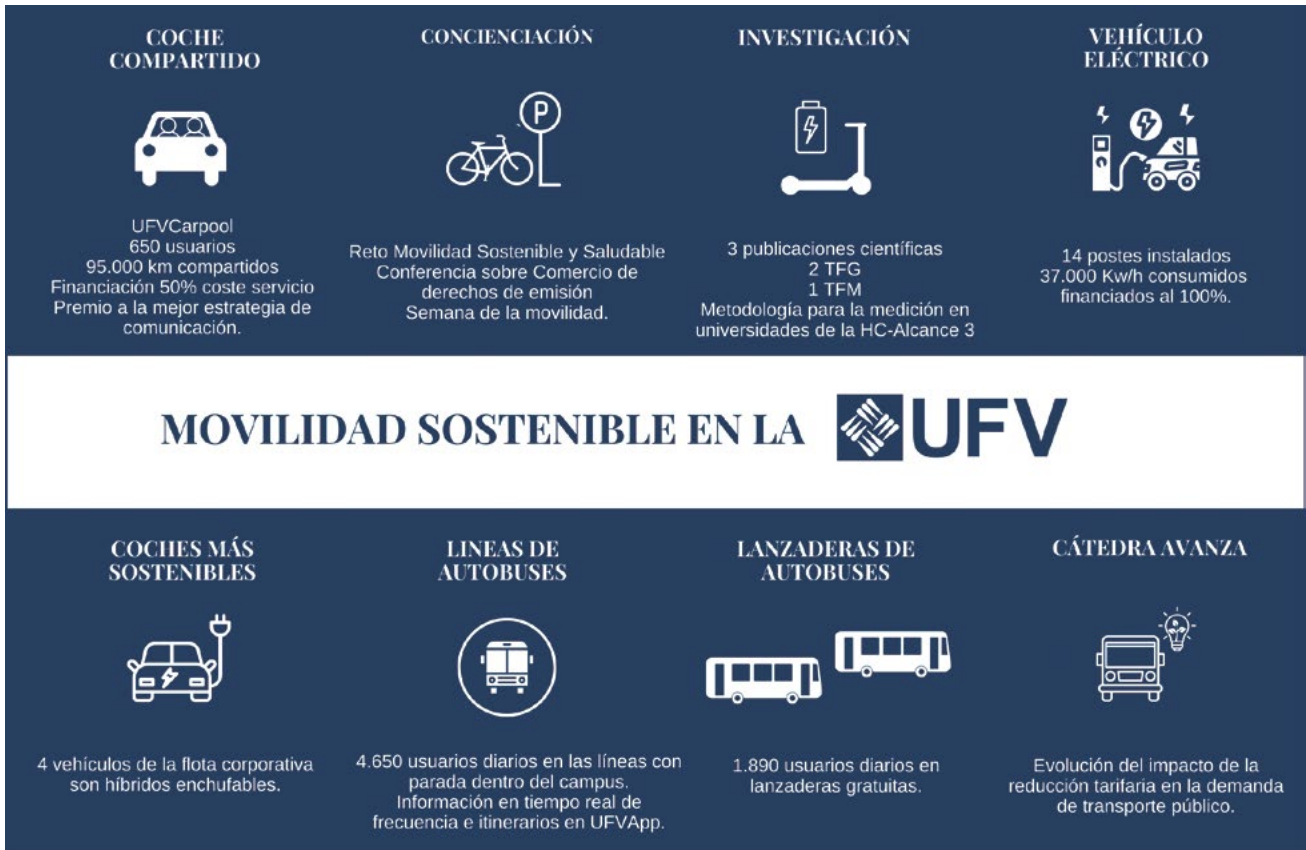 COCHE
COMPARTIDO
UFVCarpool
650 usuarios
95.000 km compartidos
Financiación 50% coste servicio
Premio a la mejor estrategia de
comunicación.
CONCIENCIACIÓN
P
Reto Movilidad Sostenible y Saludable
Conferencia sobre Comercio de
derechos de emisión
Semana de la movilidad.
INVESTIGACIÓN
3 publicaciones científicas
2 TFG
1 TFM
Metodología para la medición en
universidades de la HC-Alcance 3
VEHÍCULO
ELÉCTRICO
14 postes instalados
37.000 Kw/h consumidos
financiados al 100%.
MOVILIDAD SOSTENIBLE EN LA UFV
COCHES MÁS
SOSTENIBLES
4 vehículos de la flota corporativa
son híbridos enchufables.
LINEAS DE
AUTOBUSES
4.650 usuarios diarios en las líneas con
parada dentro del campus.
Información en tiempo real de
frecuencia e itinerarios en UFVApp.
LANZADERAS DE
AUTOBUSES
1.890 usuarios diarios en
lanzaderas gratuitas.
CÁTEDRA AVANZA
Evolución del impacto de la
reducción tarifaria en la demanda
de transporte público.